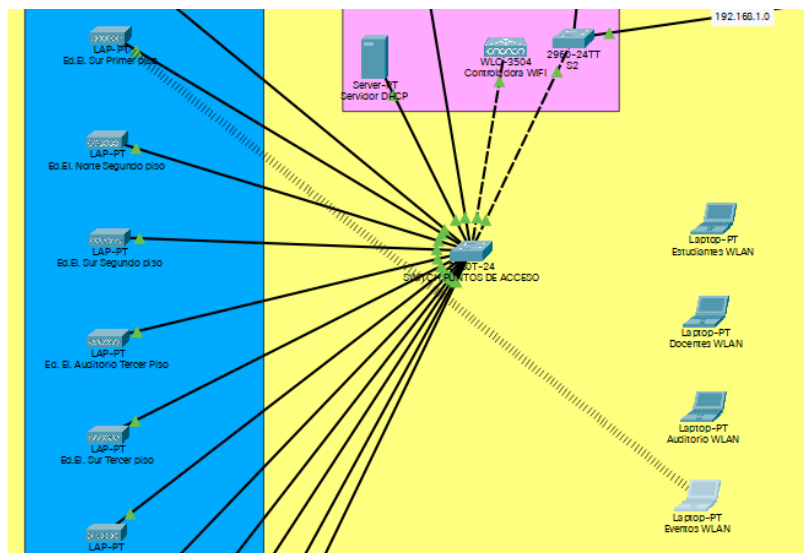 192.168.1.0
LAP-PT
Ed.El. Sur Primer piso
Server-PT
Servidor DHCP
WLC-3504
Controladora WIFI
2960-24TT
S2
LAP-PT
Ed.El. Norte Segundo piso
LAP-PT
Ed.El. Sur Segundo piso
SWITCH PUNTOS DE ACCESO
Laptop-PT
Estudiantes WLAN
LAP-PT
Ed. El. Auditorio Tercer Piso
Laptop-PT
Docentes WLAN
LAP-PT
Ed.El. Sur Tercer piso
Laptop-PT
Auditorio WLAN
LAP-PT
Laptop-PT
Eventos WLAN